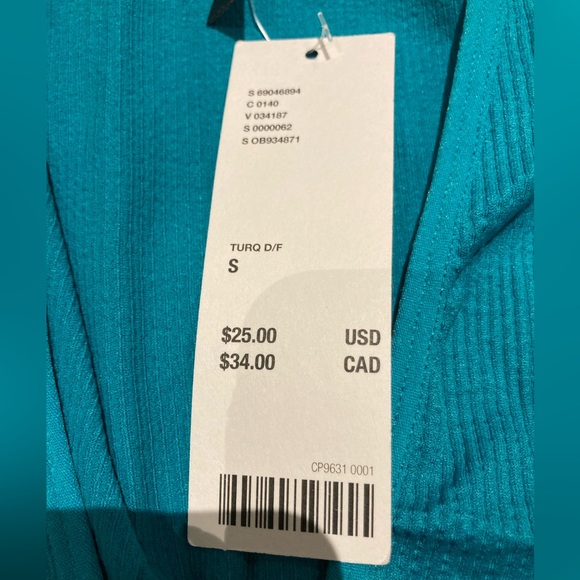 S 69046894
C 0140
V 034187
S 0000062
S OB934871
TURQ D/F
S
$25.00 USD
$34.00 CAD
CP9631 0001